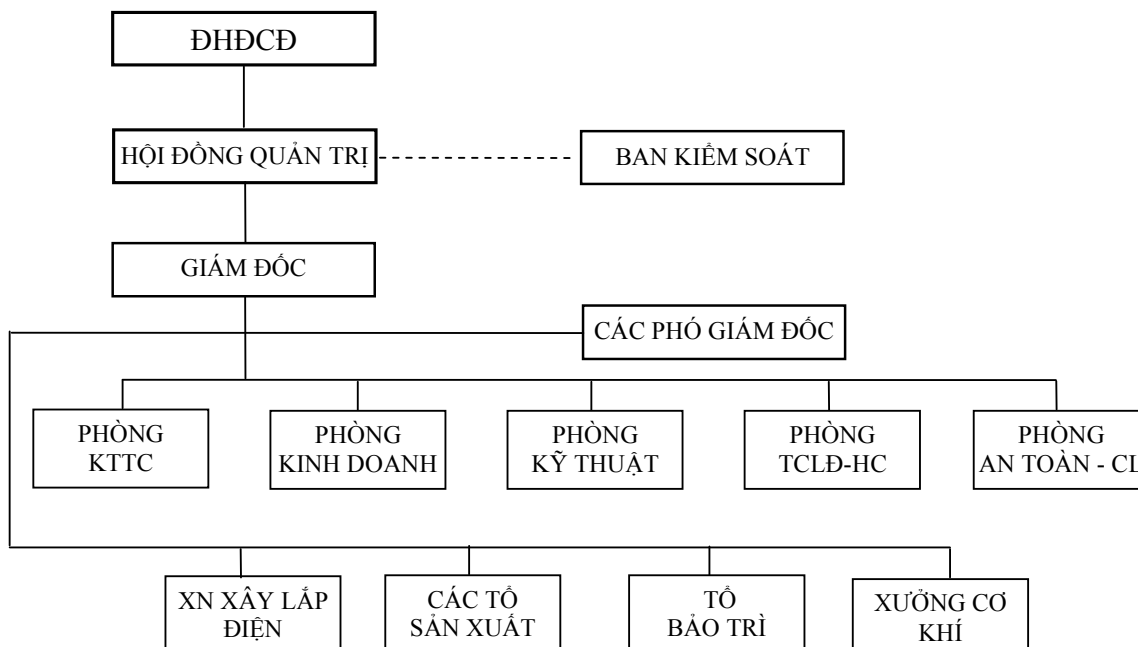 ĐHĐCĐ
HỘI ĐỒNG QUẢN TRỊ
BAN KIỂM SOÁT
GIÁM ĐỐC
CÁC PHÓ GIÁM ĐỐC
PHÒNG
KTTC
PHÒNG
KINH DOANH
PHÒNG
KỸ THUẬT
PHÒNG
TCLĐ-HC
PHÒNG
AN TOÀN - CL
XN XÂY LẮP
ĐIỆN
CÁC TỔ
SẢN XUẤT
TỔ
BẢO TRÌ
XƯỞNG CƠ
KHÍ